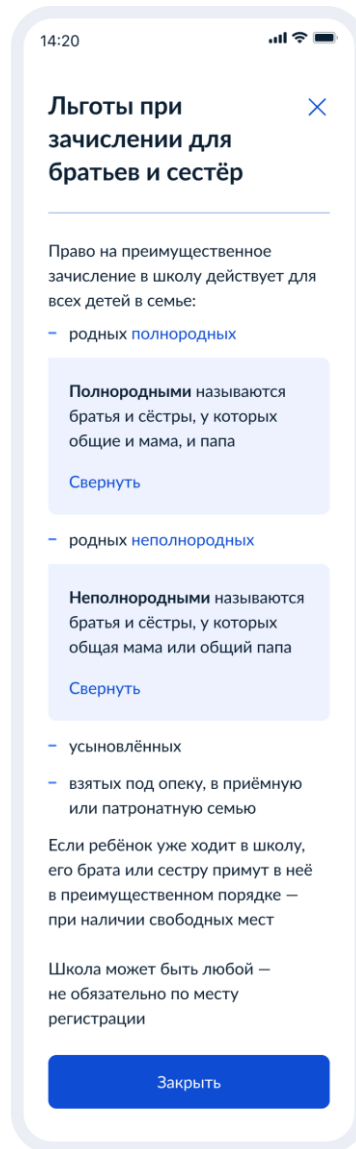 14:20
Льготы при
зачислении для
братьев и сестёр
Право на преимущественное
зачисление в школу действует для
всех детей в семье:
– родных полнородных
Полнородными называются
братья и сёстры, у которых
общие и мама, и папа
Свернуть
– родных неполнородных
Неполнородными называются
братья и сёстры, у которых
общая мама или общий папа
Свернуть
– усыновлённых
– взятых под опеку, в приёмную
или патронатную семью
Если ребёнок уже ходит в школу,
его брата или сестру примут в неё
в преимущественном порядке —
при наличии свободных мест
Школа может быть любой —
не обязательно по месту
регистрации
Закрыть